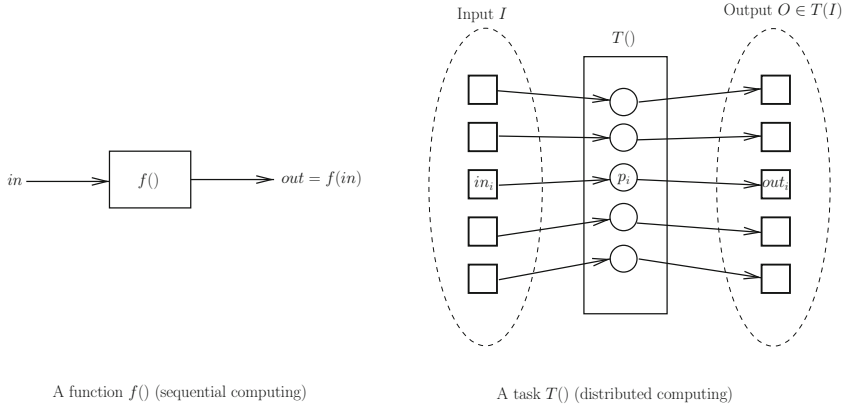 Input I
Output O ∈ T(I)
T()
in
f()
out = f(in)
in_i
p_i
out_i
A function f() (sequential computing)
A task T() (distributed computing)